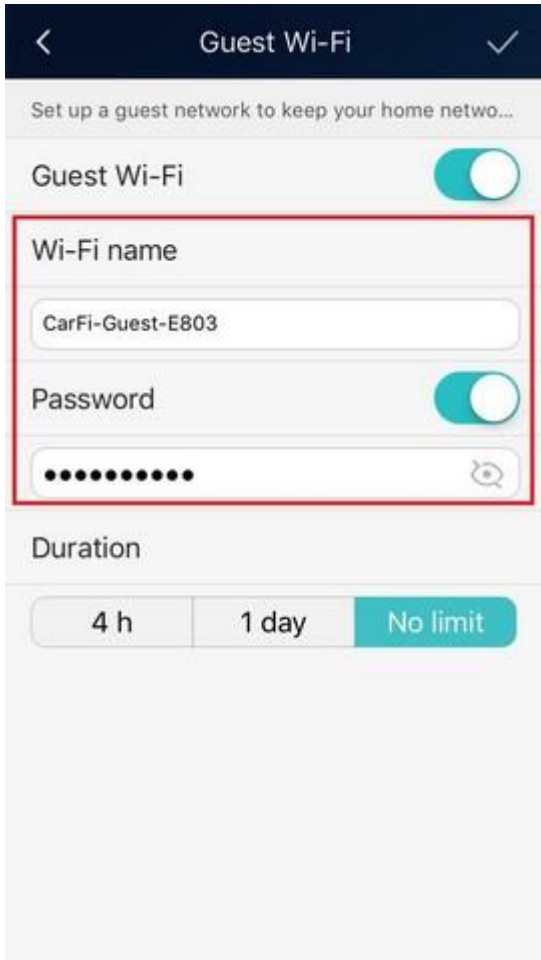 Guest Wi-Fi
Set up a guest network to keep your home netwo...
Guest Wi-Fi
Wi-Fi name
CarFi-Guest-E803
Password
••••••••••
Duration
4 h 1 day No limit